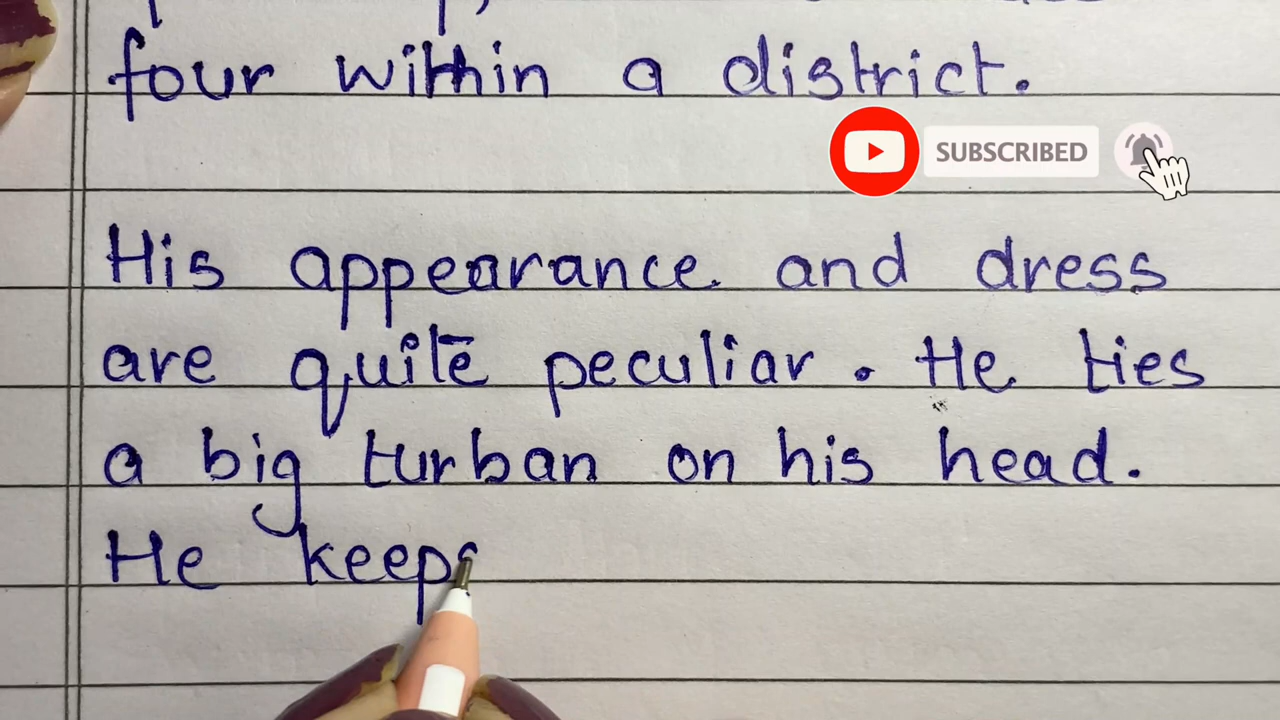 four within a district.
SUBSCRIBED
His appearance and dress
are quite peculiar. He ties
a big turban on his head.
He keeps